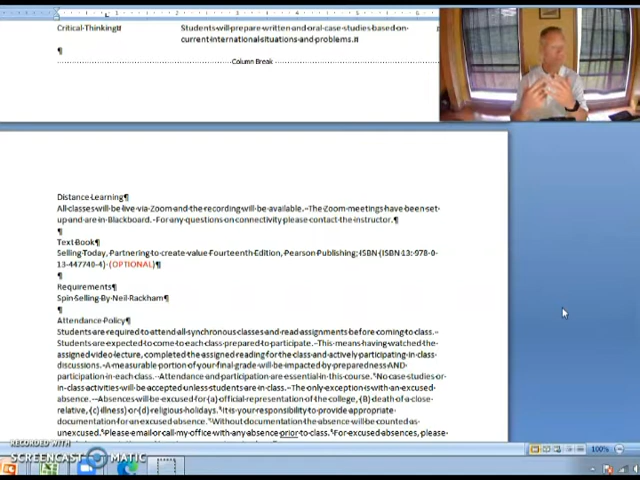 Critical·Thinking¤ Students·will·prepare·written·and·oral·case·studies·based·on·
current·international·situations·and·problems.¤
¶
Column Break
Distance·Learning¶
All·classes·will·be·live·via·Zoom·and·the·recording·will·be·available.··The·Zoom·meetings·have·been·set·
up·and·are·in·Blackboard.··For·any·questions·on·connectivity·please·contact·the·instructor.¶
¶
Text·Book¶
Selling·Today,·Partnering·to·create·value·Fourteenth·Edition,·Pearson·Publishing;·ISBN·(ISBN·13:·978-0-
13-447740-4)·(OPTIONAL)¶
¶
Requirements¶
Spin·Selling·By·Neil·Rackham¶
¶
Attendance·Policy¶
Students·are·required·to·attend·all·synchronous·classes·and·read·assignments·before·coming·to·class.··
Students·are·expected·to·come·to·each·class·prepared·to·participate.··This·means·having·watched·the·
assigned·video·lecture,·completed·the·assigned·reading·for·the·class·and·actively·participating·in·class·
discussions.··A·measurable·portion·of·your·final·grade·will·be·impacted·by·preparedness·AND·
participation·in·each·class.··Attendance·and·participation·are·essential·in·this·course.·No·case·studies·or·
in-class·activities·will·be·accepted·unless·students·are·in·class.··The·only·exception·is·with·an·excused·
absence.··Absences·will·be·excused·for·(a)·official·representation·of·the·college,·(B)·death·of·a·close·
relative,·(c)·illness)·or·(d)·religious·holidays.··It·is·your·responsibility·to·provide·appropriate·
documentation·for·an·excused·absence.··Without·documentation·the·absence·will·be·counted·as·
unexcused.··Please·email·or·call·my·office·with·any·absence·prior·to·class.··For·excused·absences,·please·
100%
RECORDED WITH
SCREENCAST MATIC